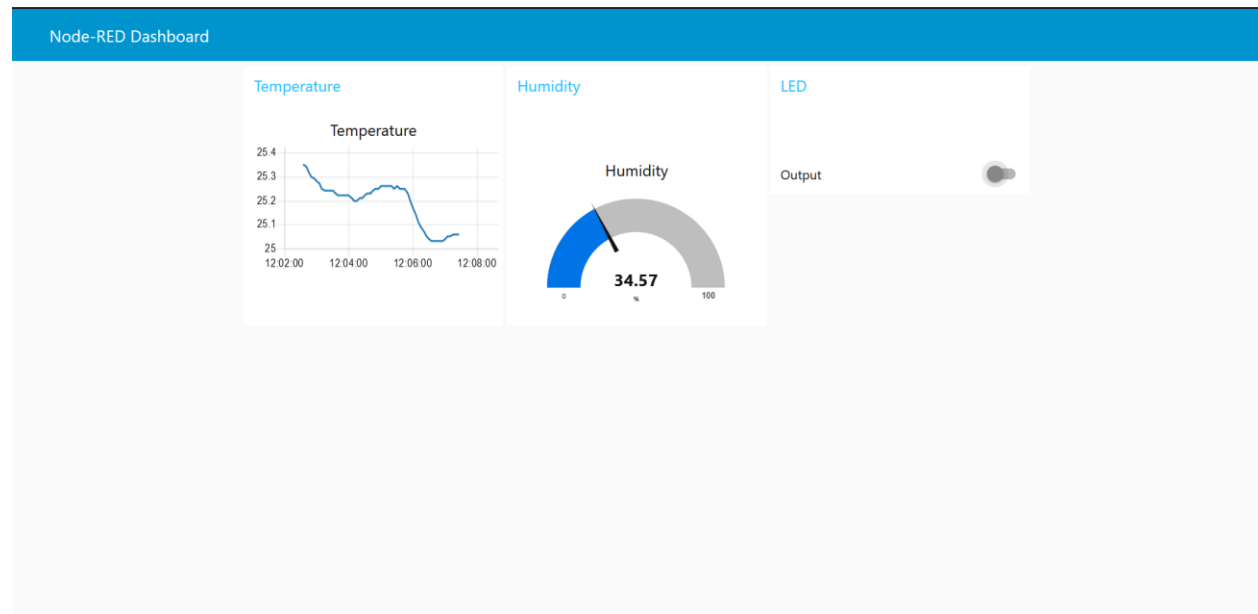 Node-RED Dashboard
Temperature
Temperature
25.4
25.3
25.2
25.1
25
12:02:00 12:04:00 12:06:00 12:08:00
Humidity
Humidity
34.57
0 % 100
LED
Output